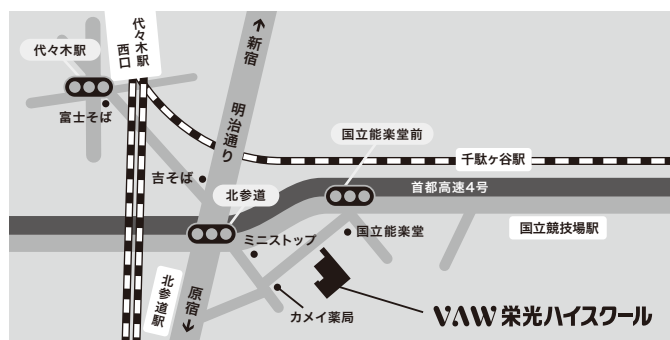 代々木駅
代々木駅
西口
富士そば
↑新宿
明治通り
吉そば
国立能楽堂前
千駄ヶ谷駅
首都高速4号
北参道
国立能楽堂
国立競技場駅
ミニストップ
北参道駅
原宿↓
カメイ薬局
VAW栄光ハイスクール